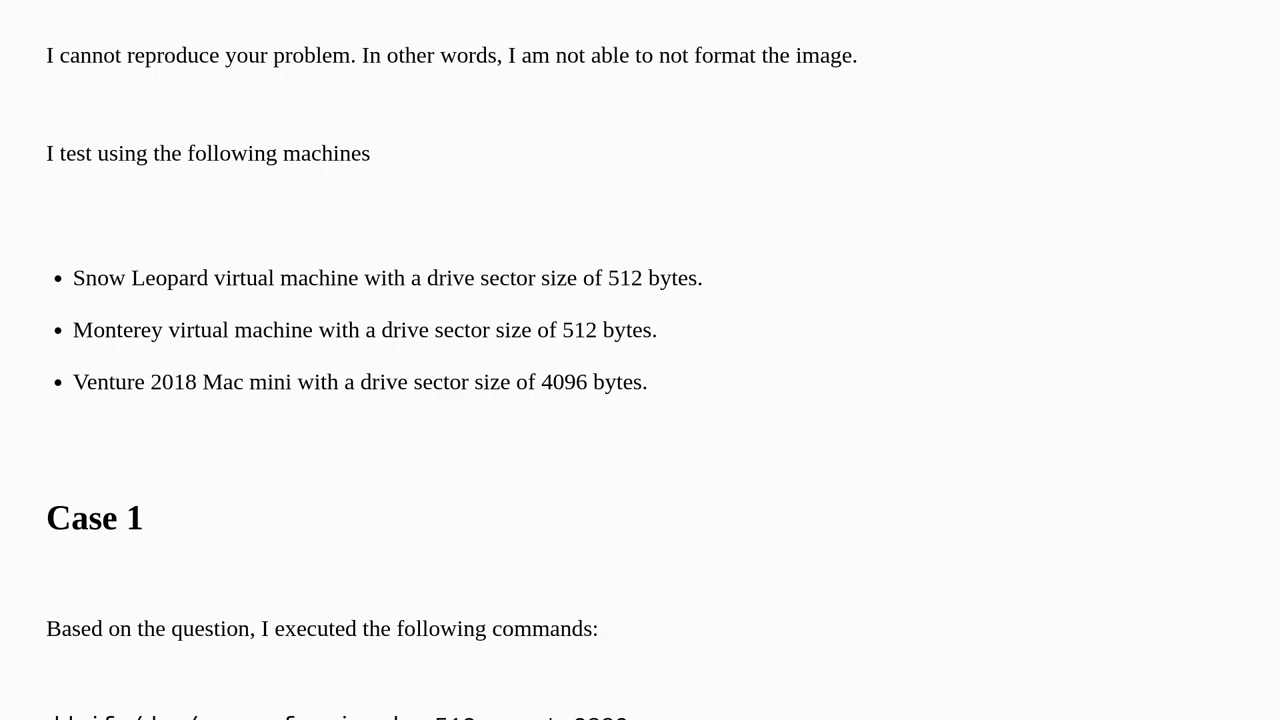 I cannot reproduce your problem. In other words, I am not able to not format the image.
I test using the following machines
• Snow Leopard virtual machine with a drive sector size of 512 bytes.
• Monterey virtual machine with a drive sector size of 512 bytes.
• Venture 2018 Mac mini with a drive sector size of 4096 bytes.
Case 1
Based on the question, I executed the following commands: